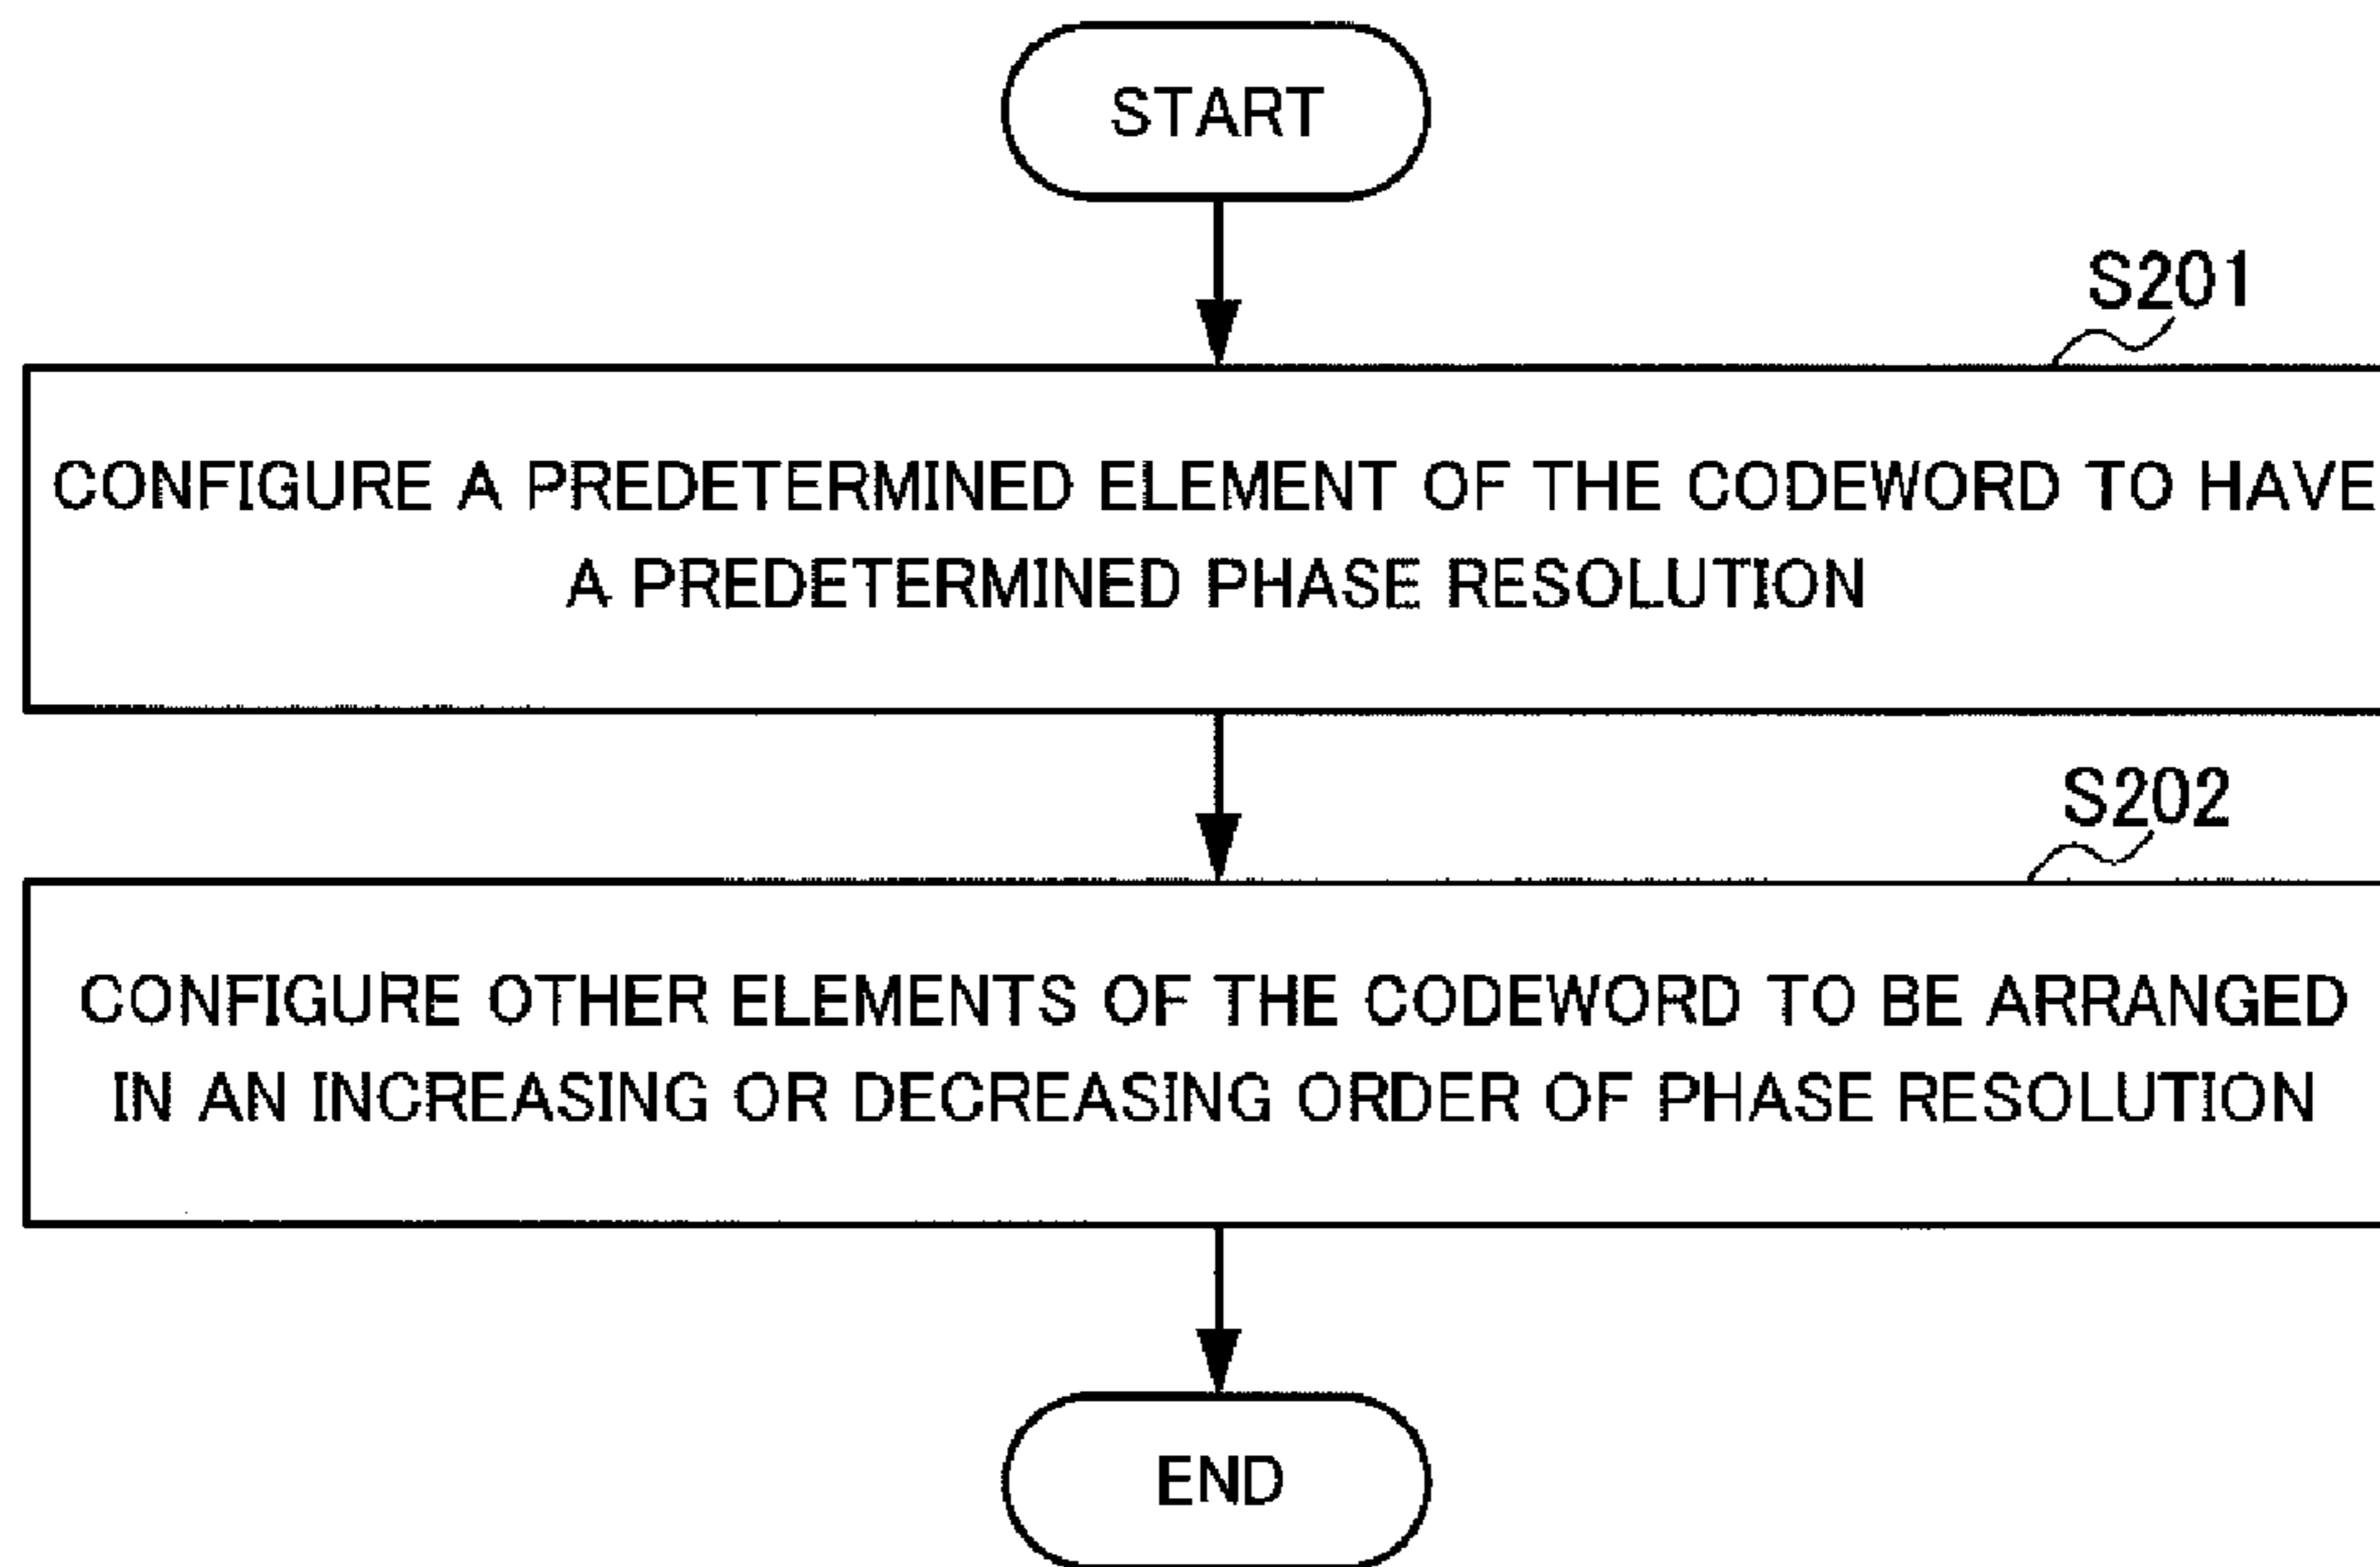 START
S201
CONFIGURE A PREDETERMINED ELEMENT OF THE CODEWORD TO HAVE
A PREDETERMINED PHASE RESOLUTION
S202
CONFIGURE OTHER ELEMENTS OF THE CODEWORD TO BE ARRANGED
IN AN INCREASING OR DECREASING ORDER OF PHASE RESOLUTION
END